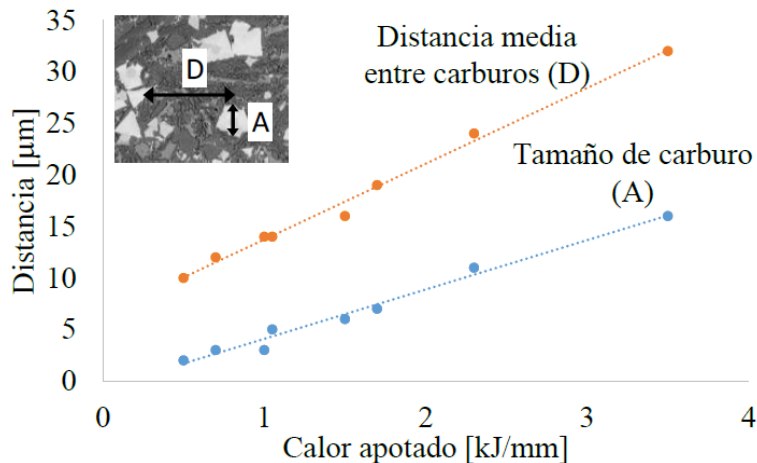 35
30
25
20
15
10
5
0
Distancia [µm]
D
A
Distancia media
entre carburos (D)
Tamaño de carburo
(A)
0 1 2 3 4
Calor apotado [kJ/mm]